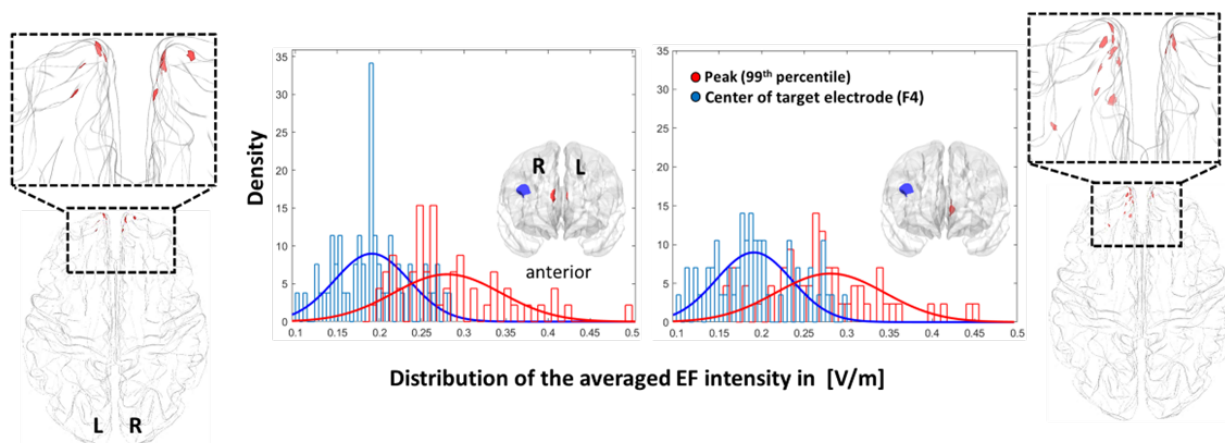 35
30
25
20
15
10
5
0
0.1 0.15 0.2 0.25 0.3 0.35 0.4 0.45 0.5
Density
R L
anterior
35
30
25
20
15
10
5
0
0.1 0.15 0.2 0.25 0.3 0.35 0.4 0.45 0.5
Peak (99th percentile)
Center of target electrode (F4)
Distribution of the averaged EF intensity in [V/m]
L R